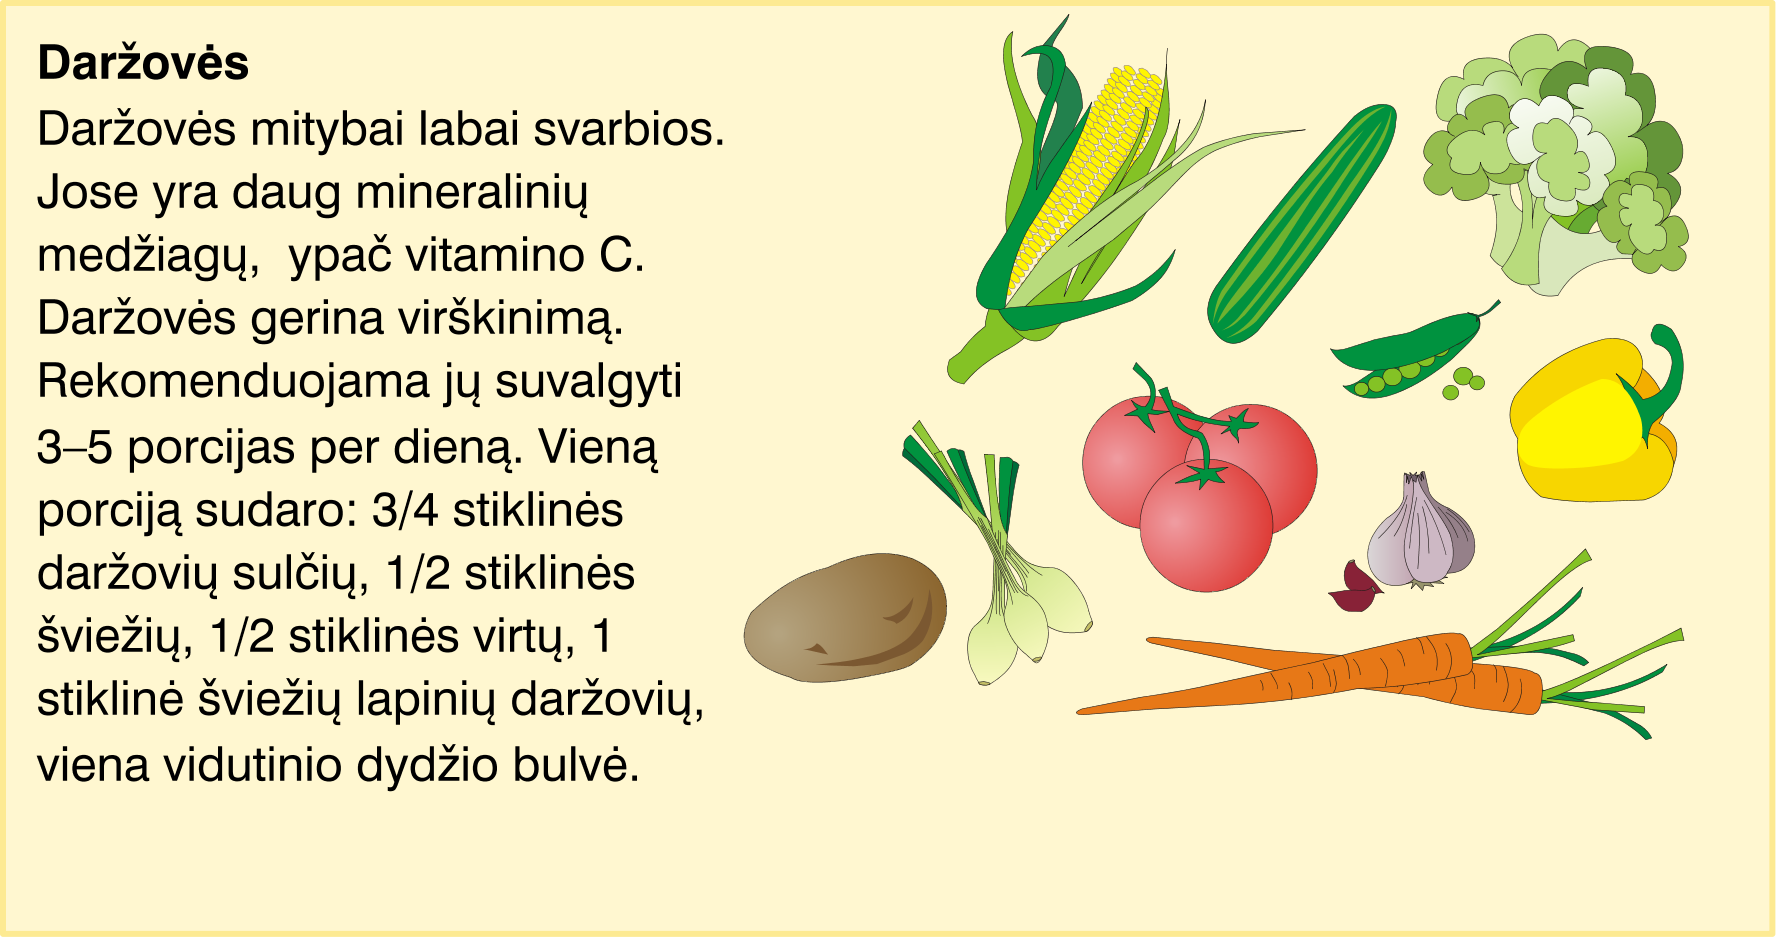 Daržovės
Daržovės mitybai labai svarbios.
Jose yra daug mineralinių
medžiagų,  ypač vitamino C.
Daržovės gerina virškinimą.
Rekomenduojama jų suvalgyti
3–5 porcijas per dieną. Vieną
porciją sudaro: 3/4 stiklinės
daržovių sulčių, 1/2 stiklinės
šviežių, 1/2 stiklinės virtų, 1
stiklinė šviežių lapinių daržovių,
viena vidutinio dydžio bulvė.